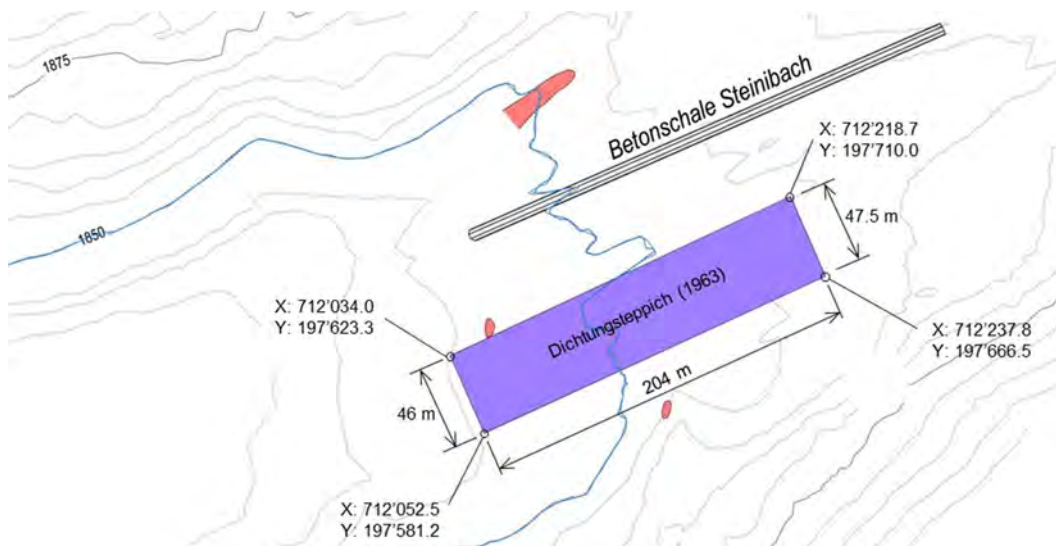 1875
Betonschale Steinibach
X: 712'218.7
Y: 197'710.0
47.5 m
1850
Dichtungsteppich (1963)
X: 712'034.0
Y: 197'623.3
X: 712'237.8
Y: 197'666.5
204 m
46 m
X: 712'052.5
Y: 197'581.2